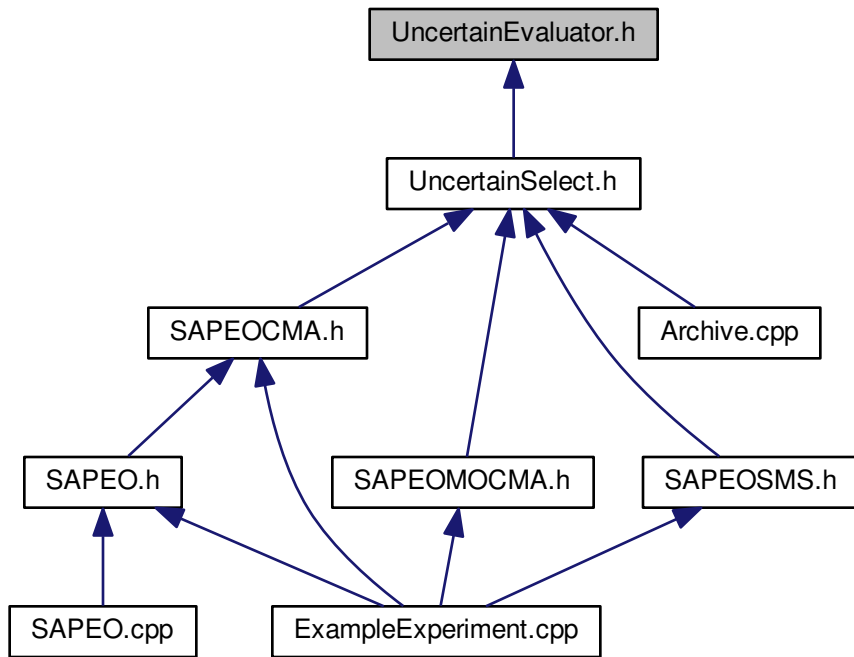 UncertainEvaluator.h
UncertainSelect.h
SAPEOCMA.h
Archive.cpp
SAPEO.h
SAPEOMOCMA.h
SAPEOSMS.h
SAPEO.cpp
ExampleExperiment.cpp